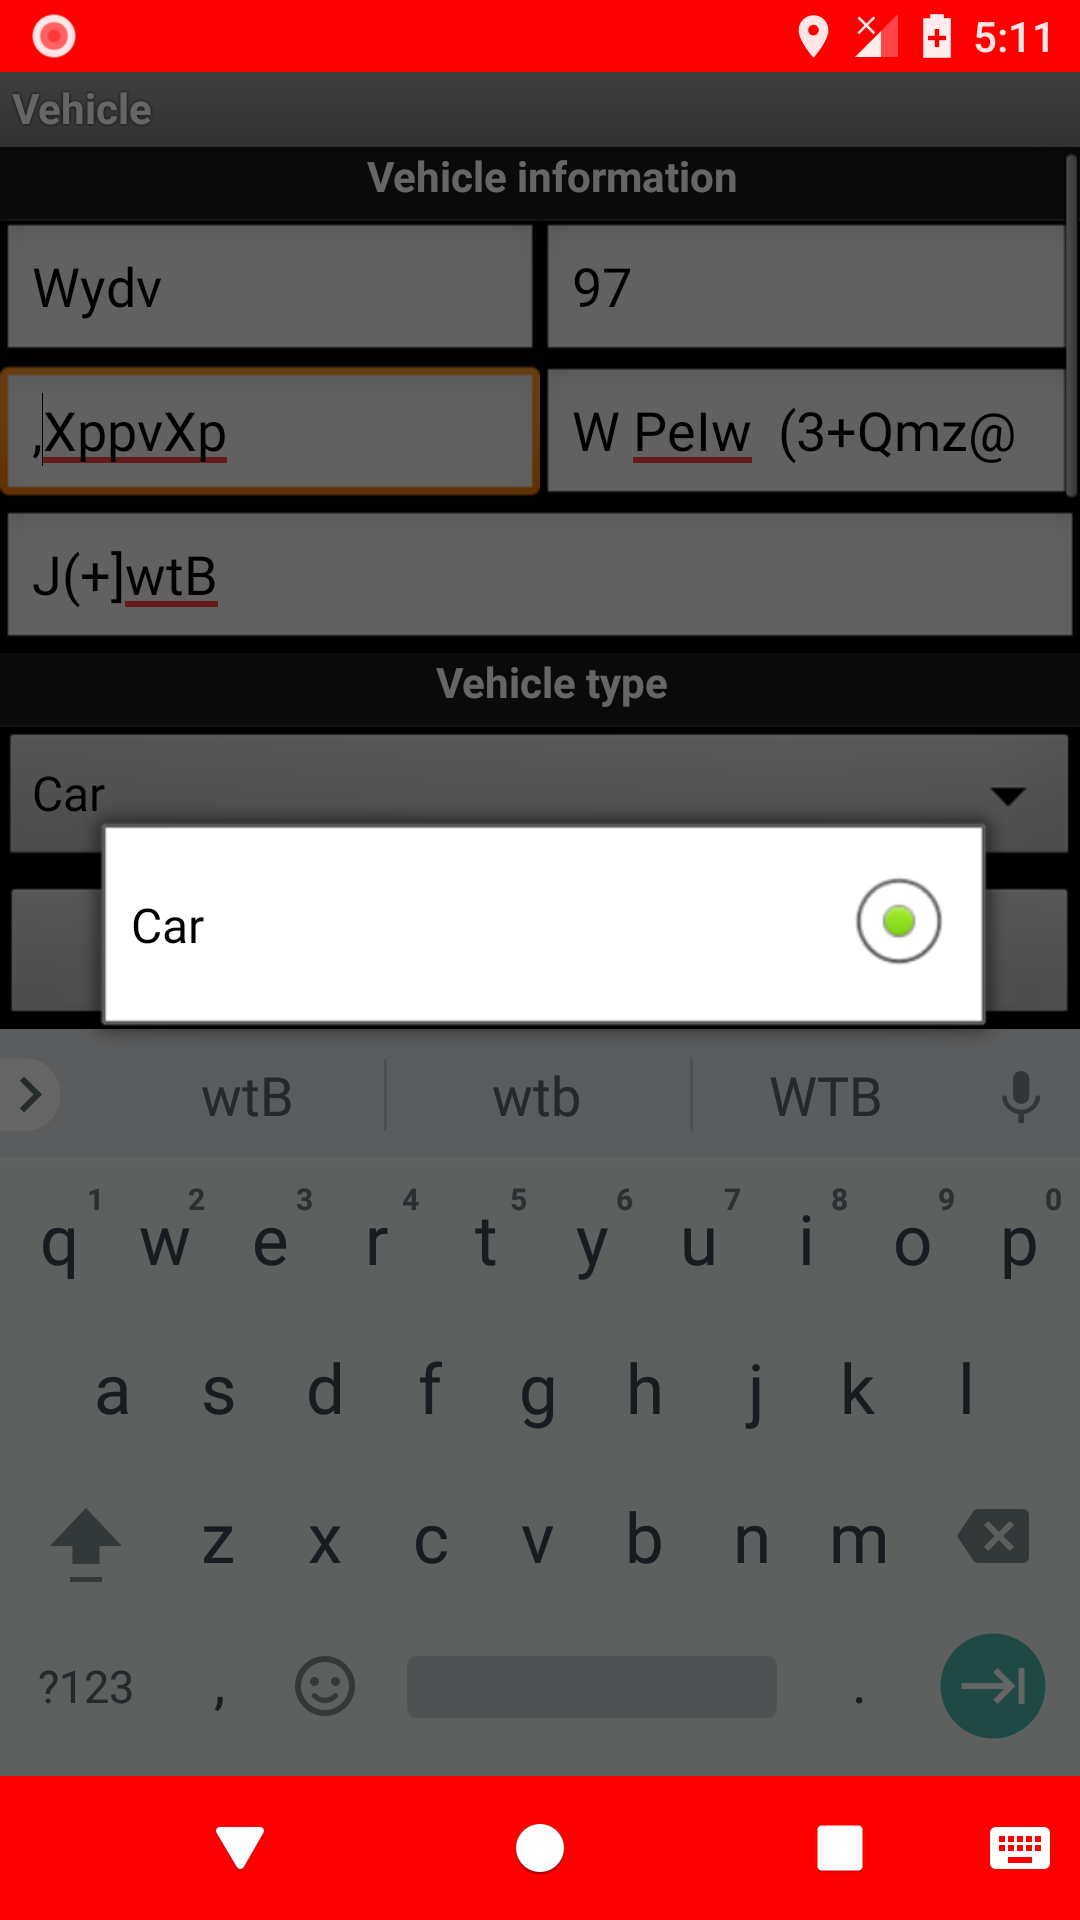 5:11
Vehicle
Vehicle information
Wydv 97
,XppvXp W PeIw (3+Qmz@
J(+]wtB
Vehicle type
Car
Car
wtB wtb WTB
1 2 3 4 5 6 7 8 9 0
q w e r t y u i o p
a s d f g h j k l
z x c v b n m
?123 , .